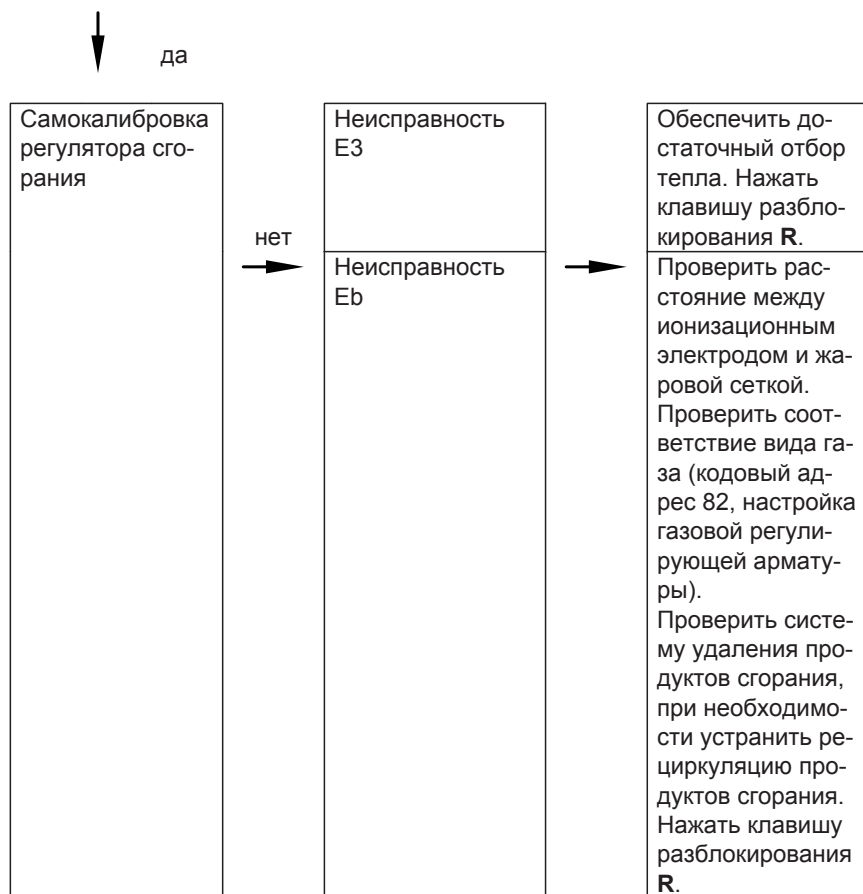 да
Самокалибровка
регулятора сго-
рания
нет
Неисправность
E3
Обеспечить до-
статочный отбор
тепла. Нажать
клавишу разбло-
кирования R.
Неисправность
Eb
Проверить рас-
стояние между
ионизационным
электродом и жа-
ровой сеткой.
Проверить соот-
ветствие вида га-
за (кодовый ад-
рес 82, настройка
газовой регули-
рующей армату-
ры).
Проверить систе-
му удаления про-
дуктов сгорания,
при необходимо-
сти устранить ре-
циркуляцию про-
дуктов сгорания.
Нажать клавишу
разблокирования
R.